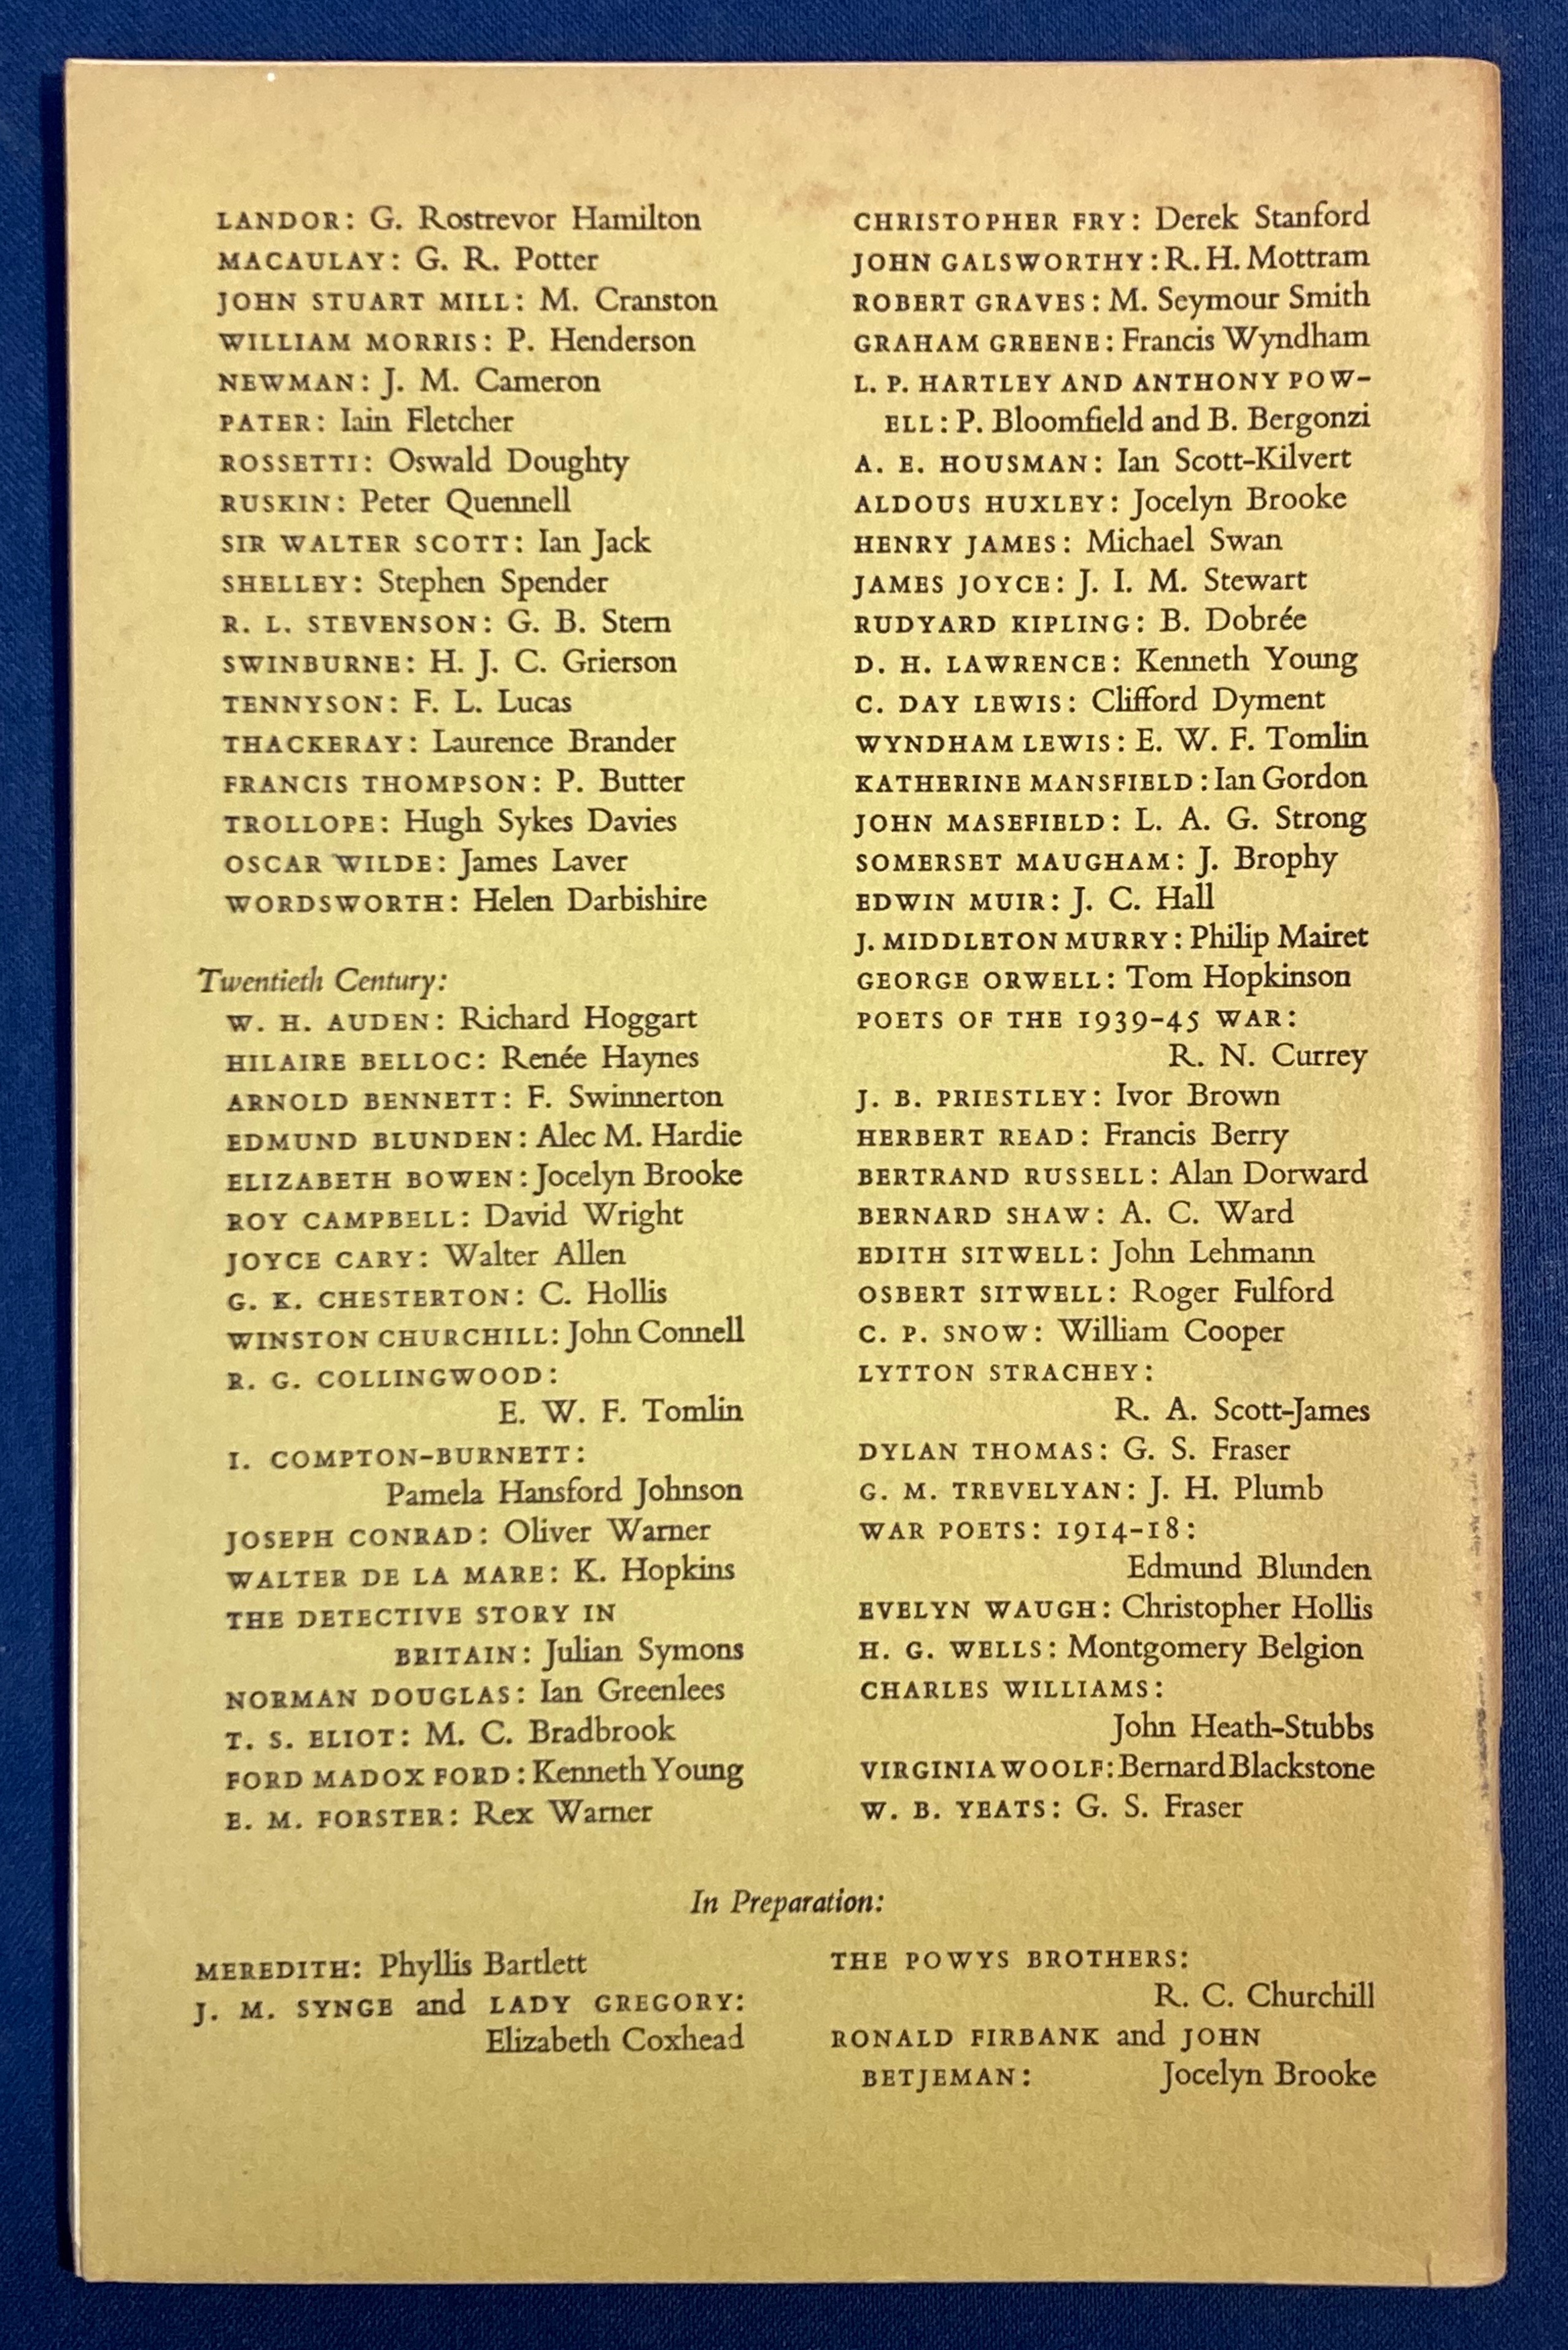 LANDOR: G. Rostrevor Hamilton
MACAULAY: G. R. Potter
JOHN STUART MILL: M. Cranston
WILLIAM MORRIS: P. Henderson
NEWMAN: J. M. Cameron
PATER: Iain Fletcher
ROSSETTI: Oswald Doughty
RUSKIN: Peter Quennell
SIR WALTER SCOTT: Ian Jack
SHELLEY: Stephen Spender
R. L. STEVENSON: G. B. Stern
SWINBURNE: H. J. C. Grierson
TENNYSON: F. L. Lucas
THACKERAY: Laurence Brander
FRANCIS THOMPSON: P. Butter
TROLLOPE: Hugh Sykes Davies
OSCAR WILDE: James Laver
WORDSWORTH: Helen Darbishire
Twentieth Century:
W. H. AUDEN: Richard Hoggart
HILAIRE BELLOC: Renée Haynes
ARNOLD BENNETT: F. Swinnerton
EDMUND BLUNDEN: Alec M. Hardie
ELIZABETH BOWEN: Jocelyn Brooke
ROY CAMPBELL: David Wright
JOYCE CARY: Walter Allen
G. K. CHESTERTON: C. Hollis
WINSTON CHURCHILL: John Connell
R. G. COLLINGWOOD:
E. W. F. Tomlin
I. COMPTON-BURNETT:
Pamela Hansford Johnson
JOSEPH CONRAD: Oliver Warner
WALTER DE LA MARE: K. Hopkins
THE DETECTIVE STORY IN
BRITAIN: Julian Symons
NORMAN DOUGLAS: Ian Greenlees
T. S. ELIOT: M. C. Bradbrook
FORD MADOX FORD: Kenneth Young
E. M. FORSTER: Rex Warner
CHRISTOPHER FRY: Derek Stanford
JOHN GALSWORTHY: R. H. Mottram
ROBERT GRAVES: M. Seymour Smith
GRAHAM GREENE: Francis Wyndham
L. P. HARTLEY AND ANTHONY POW-
ELL: P. Bloomfield and B. Bergonzi
A. E. HOUSMAN: Ian Scott-Kilvert
ALDOUS HUXLEY: Jocelyn Brooke
HENRY JAMES: Michael Swan
JAMES JOYCE: J. I. M. Stewart
RUDYARD KIPLING: B. Dobrée
D. H. LAWRENCE: Kenneth Young
C. DAY LEWIS: Clifford Dyment
WYNDHAM LEWIS: E. W. F. Tomlin
KATHERINE MANSFIELD: Ian Gordon
JOHN MASEFIELD: L. A. G. Strong
SOMERSET MAUGHAM: J. Brophy
EDWIN MUIR: J. C. Hall
J. MIDDLETON MURRY: Philip Mairet
GEORGE ORWELL: Tom Hopkinson
POETS OF THE 1939-45 WAR:
R. N. Currey
J. B. PRIESTLEY: Ivor Brown
HERBERT READ: Francis Berry
BERTRAND RUSSELL: Alan Dorward
BERNARD SHAW: A. C. Ward
EDITH SITWELL: John Lehmann
OSBERT SITWELL: Roger Fulford
C. P. SNOW: William Cooper
LYTTON STRACHEY:
R. A. Scott-James
DYLAN THOMAS: G. S. Fraser
G. M. TREVELYAN: J. H. Plumb
WAR POETS: 1914-18:
Edmund Blunden
EVELYN WAUGH: Christopher Hollis
H. G. WELLS: Montgomery Belgion
CHARLES WILLIAMS:
John Heath-Stubbs
VIRGINIA WOOLF: Bernard Blackstone
W. B. YEATS: G. S. Fraser
In Preparation:
MEREDITH: Phyllis Bartlett
J. M. SYNGE and LADY GREGORY:
Elizabeth Coxhead
THE POWYS BROTHERS:
R. C. Churchill
RONALD FIRBANK and JOHN
BETJEMAN: Jocelyn Brooke